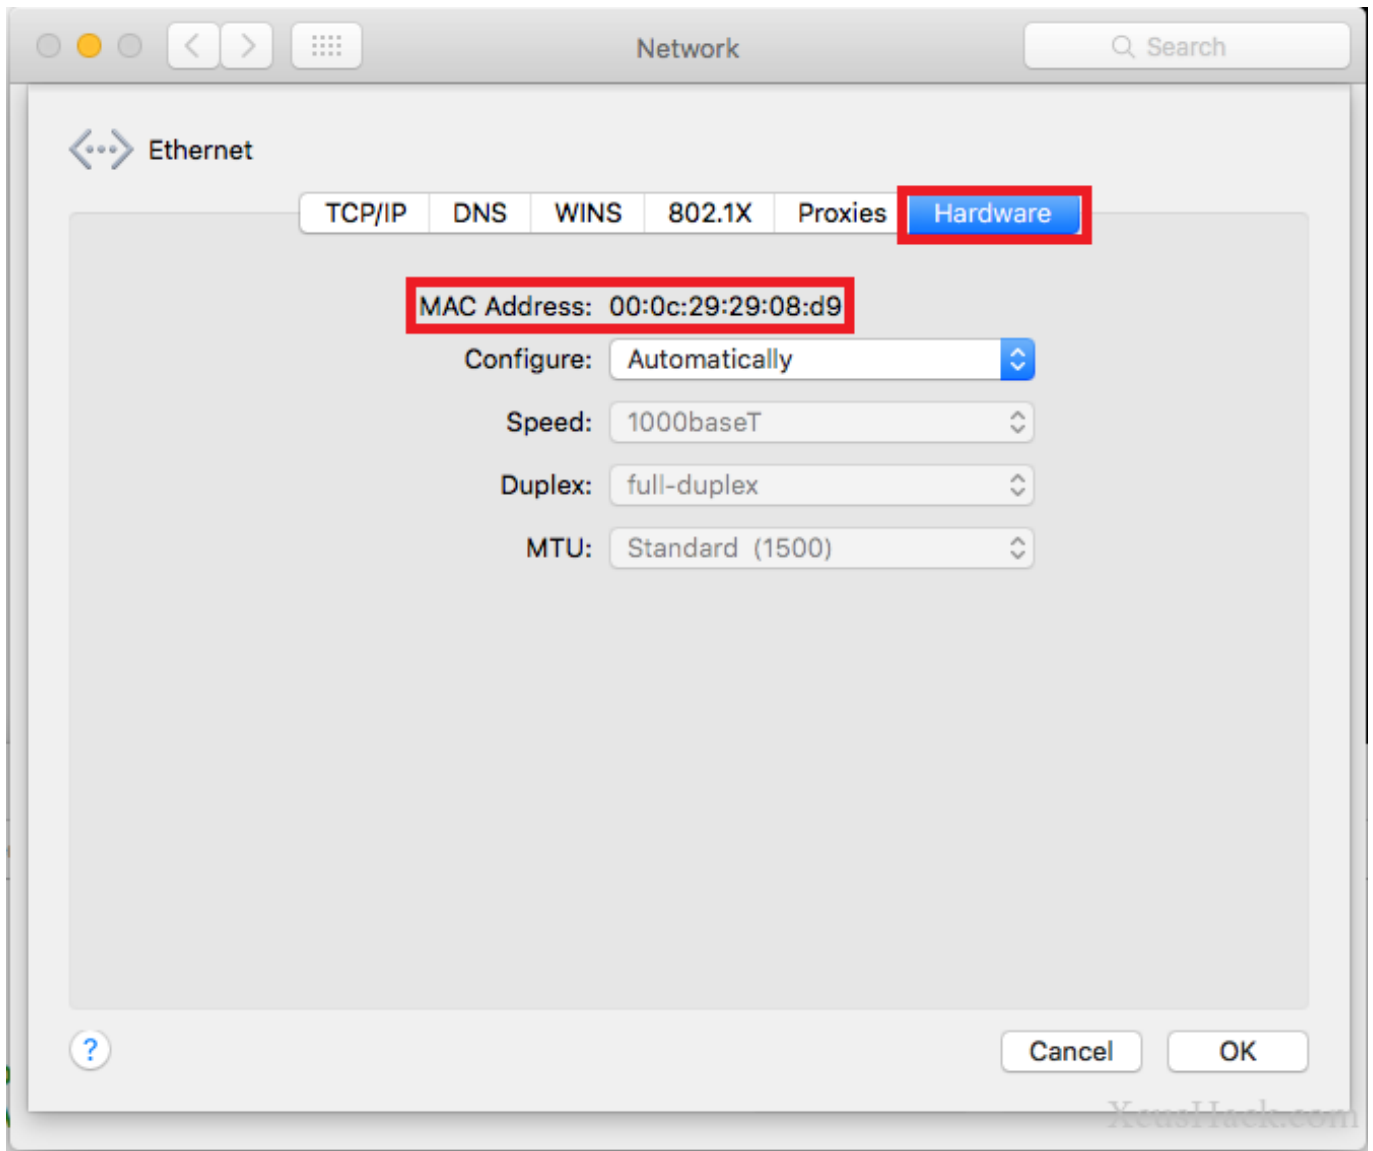 Network
Search
Ethernet
TCP/IP DNS WINS 802.1X Proxies Hardware
MAC Address: 00:0c:29:29:08:d9
Configure: Automatically
Speed: 1000baseT
Duplex: full-duplex
MTU: Standard (1500)
?
Cancel OK
XeusHack.com